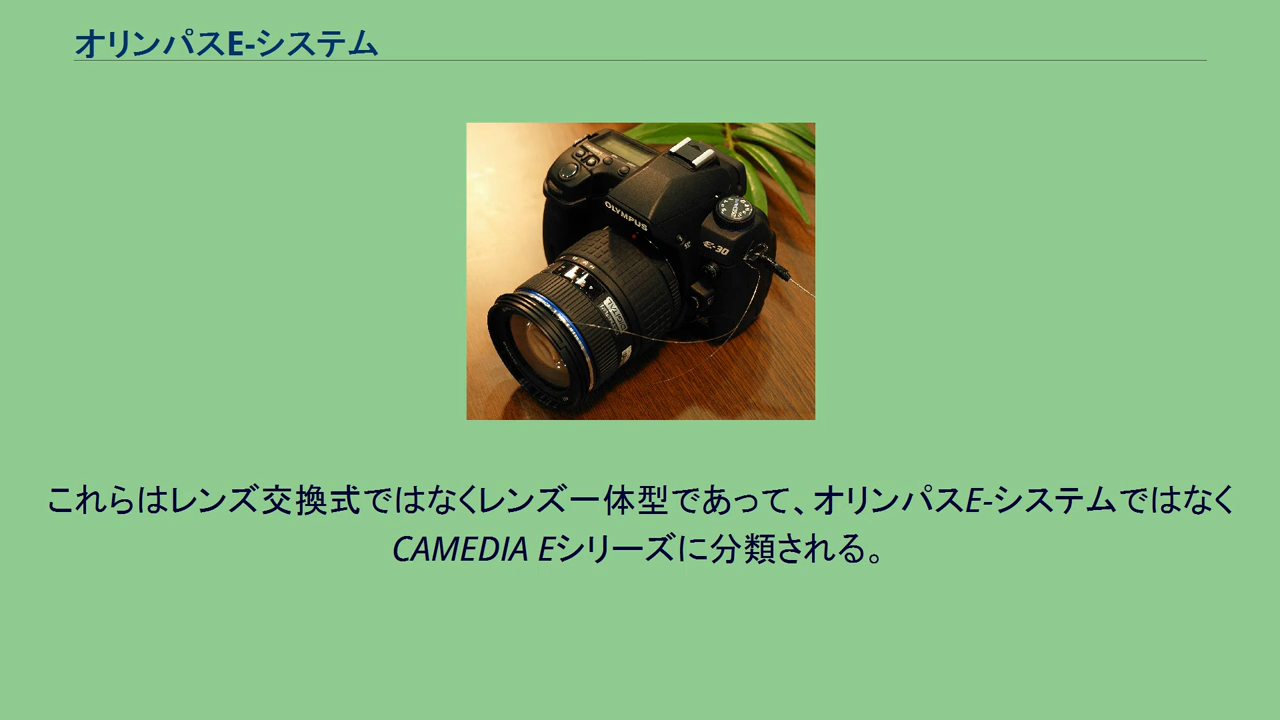 オリンパスE-システム
OLYMPUS
E-30
これらはレンズ交換式ではなくレンズ一体型であって、オリンパスE-システムではなく
CAMEDIA Eシリーズに分類される。